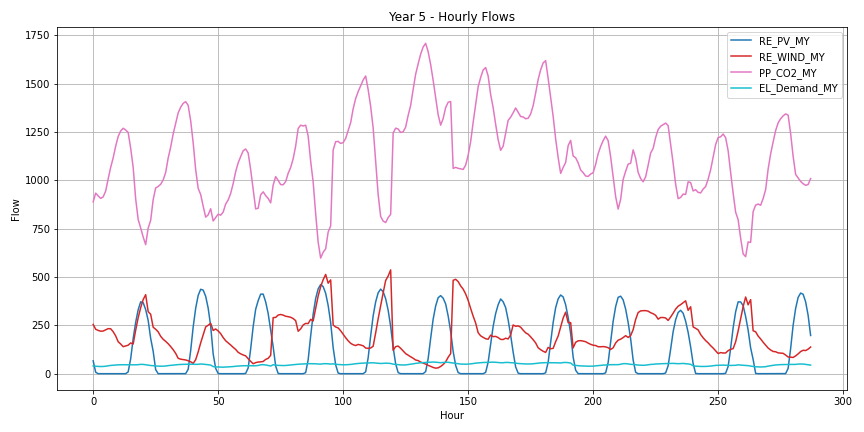 Year 5 - Hourly Flows
RE_PV_MY
RE_WIND_MY
PP_CO2_MY
EL_Demand_MY
Flow
1750
1500
1250
1000
750
500
250
0
0 50 100 150 200 250 300
Hour